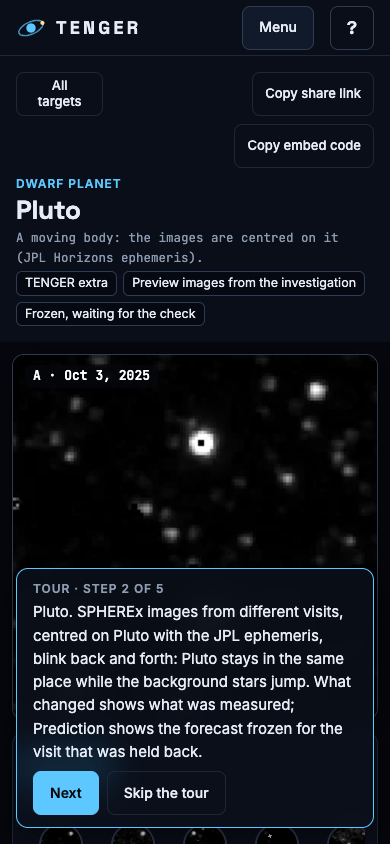 TENGER
Menu
?
All
targets
Copy share link
Copy embed code
DWARF PLANET
Pluto
A moving body: the images are centred on it
(JPL Horizons ephemeris).
TENGER extra
Preview images from the investigation
Frozen, waiting for the check
A · Oct 3, 2025
TOUR · STEP 2 OF 5
Pluto. SPHEREx images from different visits,
centred on Pluto with the JPL ephemeris,
blink back and forth: Pluto stays in the same
place while the background stars jump. What
changed shows what was measured;
Prediction shows the forecast frozen for the
visit that was held back.
Next
Skip the tour